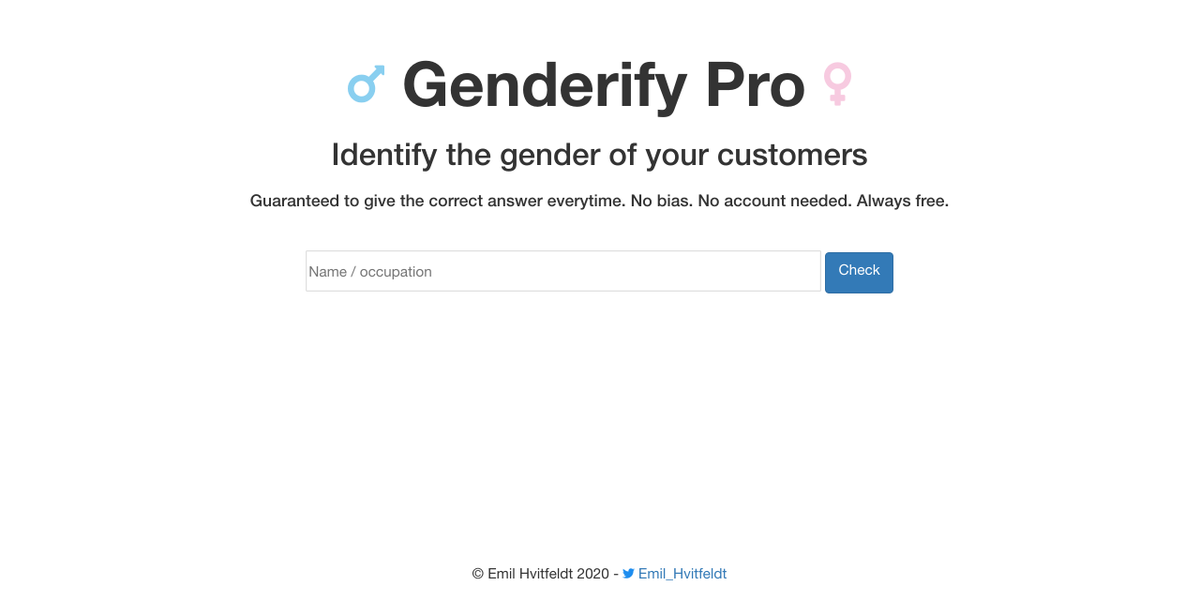 Genderify Pro
Identify the gender of your customers
Guaranteed to give the correct answer everytime. No bias. No account needed. Always free.
Name / occupation Check
© Emil Hvitfeldt 2020 - Emil_Hvitfeldt